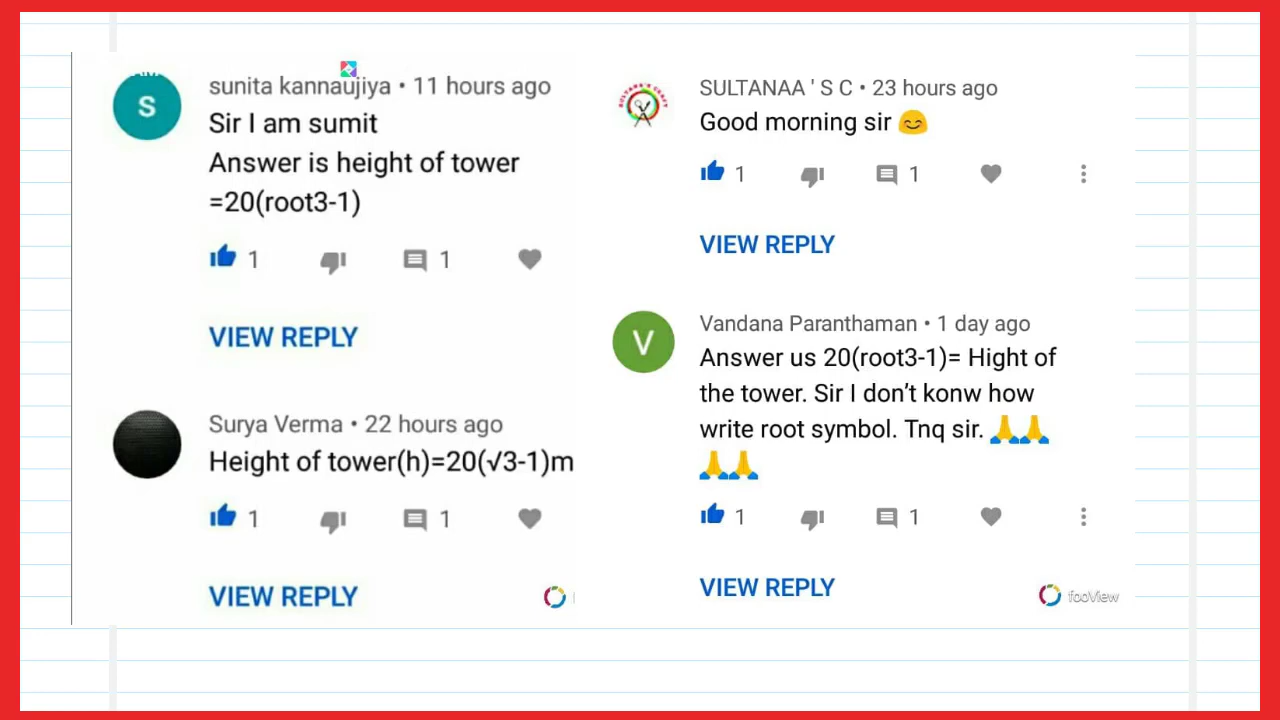 sunita kannaujiya • 11 hours ago
Sir I am sumit
Answer is height of tower
=20(root3-1)
1
1
VIEW REPLY
Surya Verma • 22 hours ago
Height of tower(h)=20(√3-1)m
1
1
VIEW REPLY
S
SULTANAA ' S C • 23 hours ago
Good morning sir 😊
1
1
VIEW REPLY
V
Vandana Paranthaman • 1 day ago
Answer us 20(root3-1)= Hight of
the tower. Sir I don't konw how
write root symbol. Tnq sir. 🙏🙏
🙏🙏
1
1
VIEW REPLY
fooView